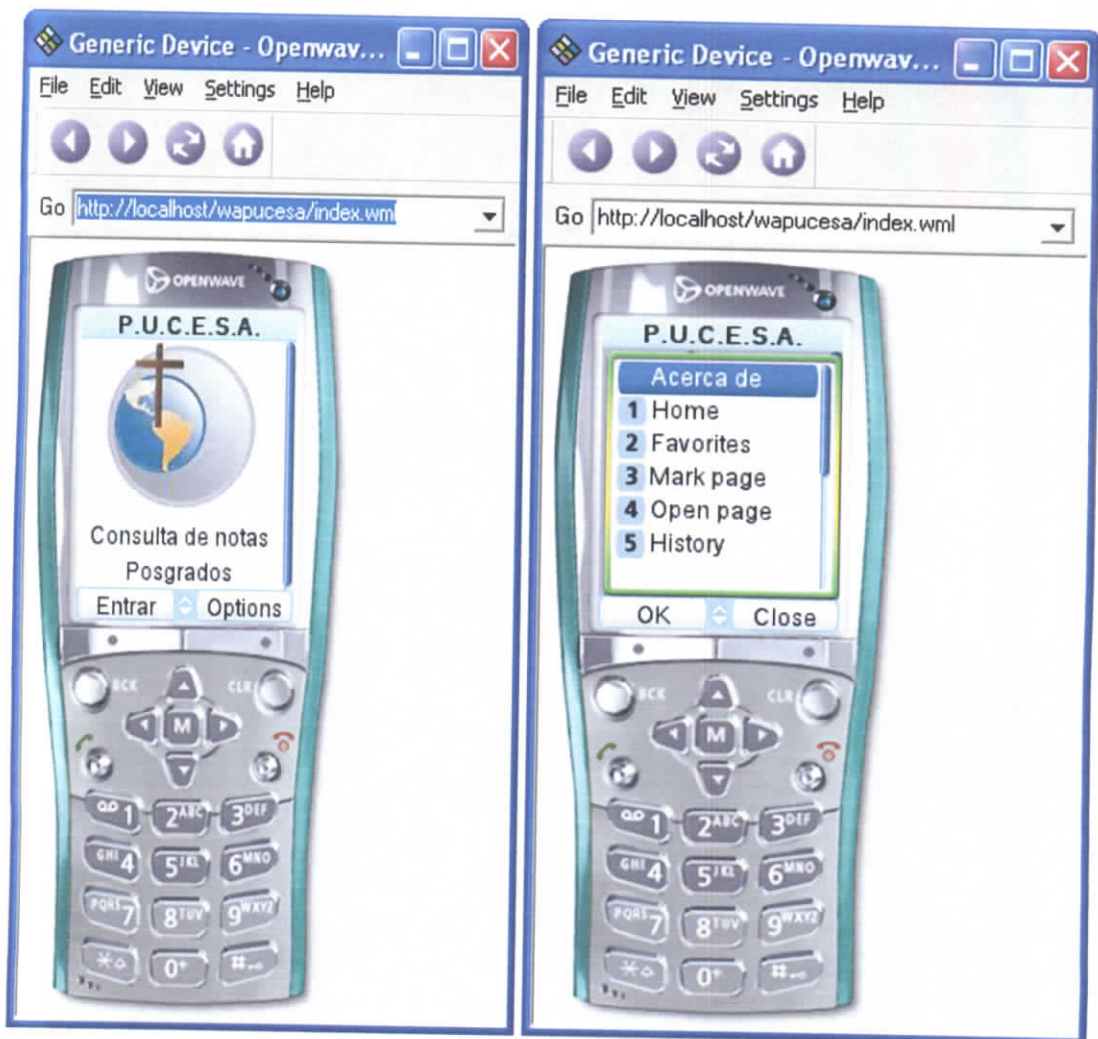 Generic Device - Openwav...
File Edit View Settings Help
Go http://localhost/wapucesa/index.wml
OPENWAVE
P.U.C.E.S.A.
Consulta de notas
Posgrados
Entrar Options
BCK CLR
M
1 2ABC 3DEF
GHI4 5JKL 6MNO
PQRS7 8TUV 9WXYZ
* 0+ #
Generic Device - Openwav...
File Edit View Settings Help
Go http://localhost/wapucesa/index.wml
OPENWAVE
P.U.C.E.S.A.
Acerca de
1 Home
2 Favorites
3 Mark page
4 Open page
5 History
OK Close
BCK CLR
M
1 2ABC 3DEF
GHI4 5JKL 6MNO
PQRS7 8TUV 9WXYZ
* 0+ #